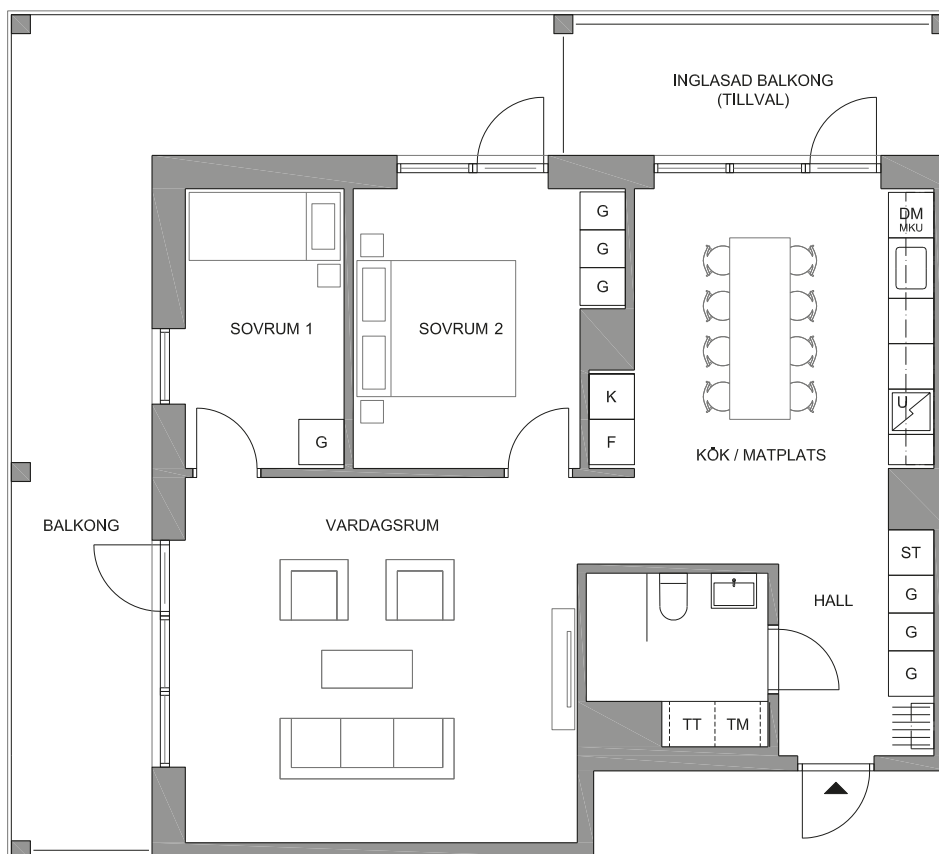 INGLASAD BALKONG
(TILLVAL)
G
G
G
DM
MKU
SOVRUM 1
SOVRUM 2
K
F
U
G
KÖK / MATPLATS
BALKONG
VARDAGSRUM
ST
G
G
G
HALL
TT
TM